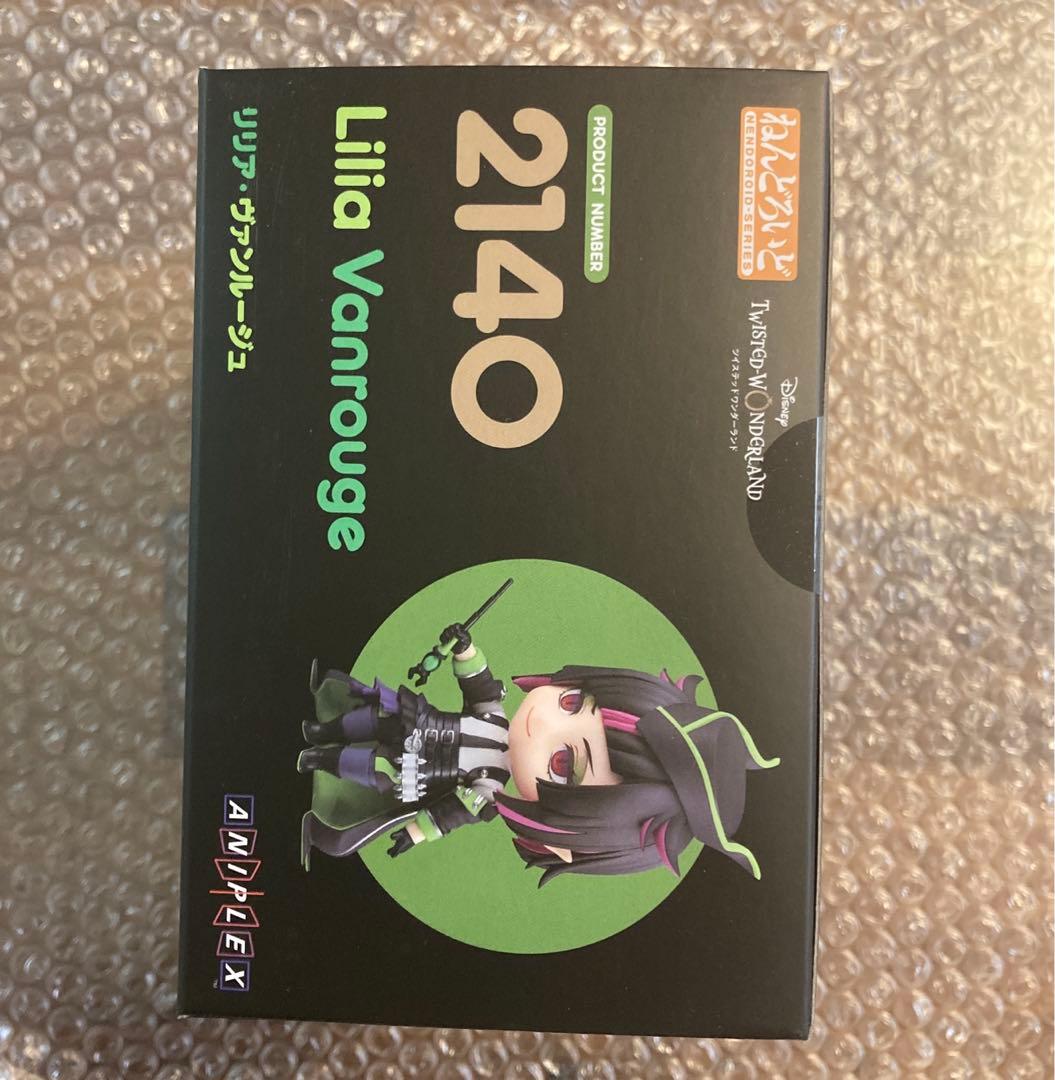 ねんどろいど
NENDOROID-SERIES
Disney
TWISTED-WONDERLAND
ツイステッドワンダーランド
PRODUCT NUMBER
2140
Lilia Vanrouge
リリア・ヴァンルージュ
ANIPLEX
TM